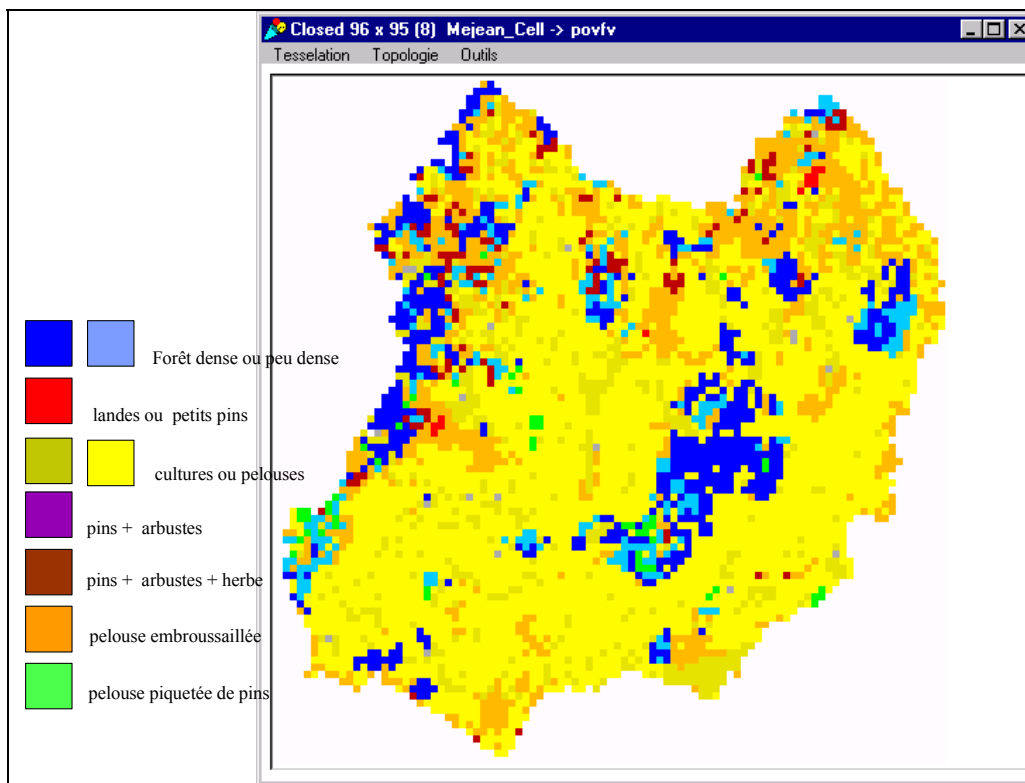 Closed 96 x 95 (8) Mejean_Cell -> povfv
Tesselation Topologie Outils
Forêt dense ou peu dense
landes ou petits pins
cultures ou pelouses
pins + arbustes
pins + arbustes + herbe
pelouse embroussaillée
pelouse piquetée de pins